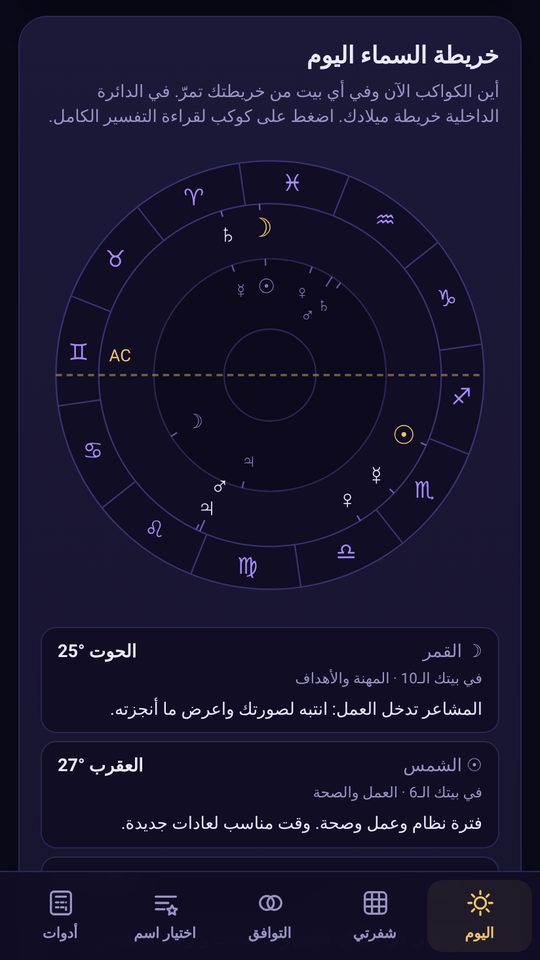 خريطة السماء اليوم
أين الكواكب الآن وفي أي بيت من خريطتك تمرّ. في الدائرة
الداخلية خريطة ميلادك. اضغط على كوكب لقراءة التفسير الكامل.
♓
♈ ♒
♄ ☽
♉
☿ ☉ ♀ ♄
♂
♑
♊ AC
♐
☽ ☉
♋ ♃ ☿
♂ ♀ ♏
♃
♌ ♎
♍
☽ القمر الحوت 25°
في بيتك الـ10 · المهنة والأهداف
المشاعر تدخل العمل: انتبه لصورتك واعرض ما أنجزته.
☉ الشمس العقرب 27°
في بيتك الـ6 · العمل والصحة
فترة نظام وعمل وصحة. وقت مناسب لعادات جديدة.
اليوم شفرتي التوافق اختيار اسم أدوات